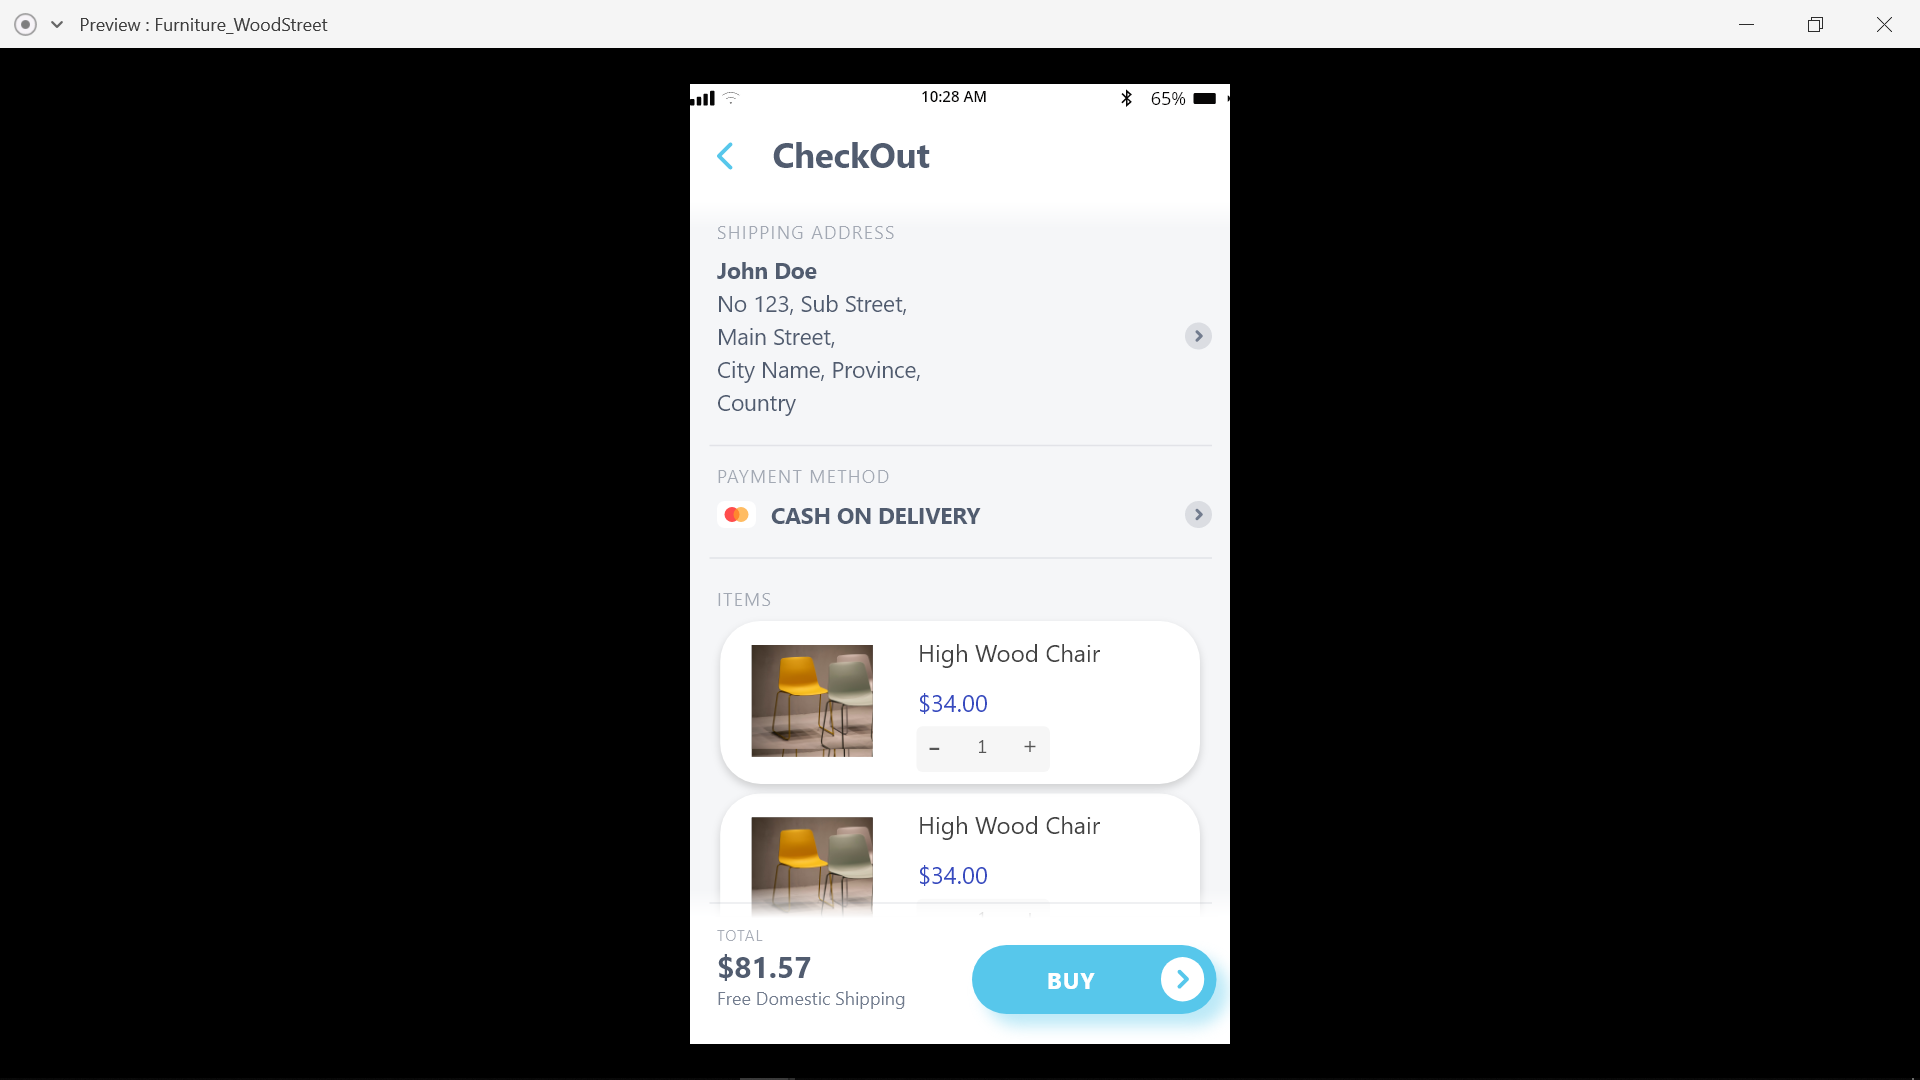 Preview : Furniture_WoodStreet
10:28 AM
65%
CheckOut
SHIPPING ADDRESS
John Doe
No 123, Sub Street,
Main Street,
City Name, Province,
Country
PAYMENT METHOD
CASH ON DELIVERY
ITEMS
High Wood Chair
$34.00
- 1 +
High Wood Chair
$34.00
TOTAL
$81.57
Free Domestic Shipping
BUY